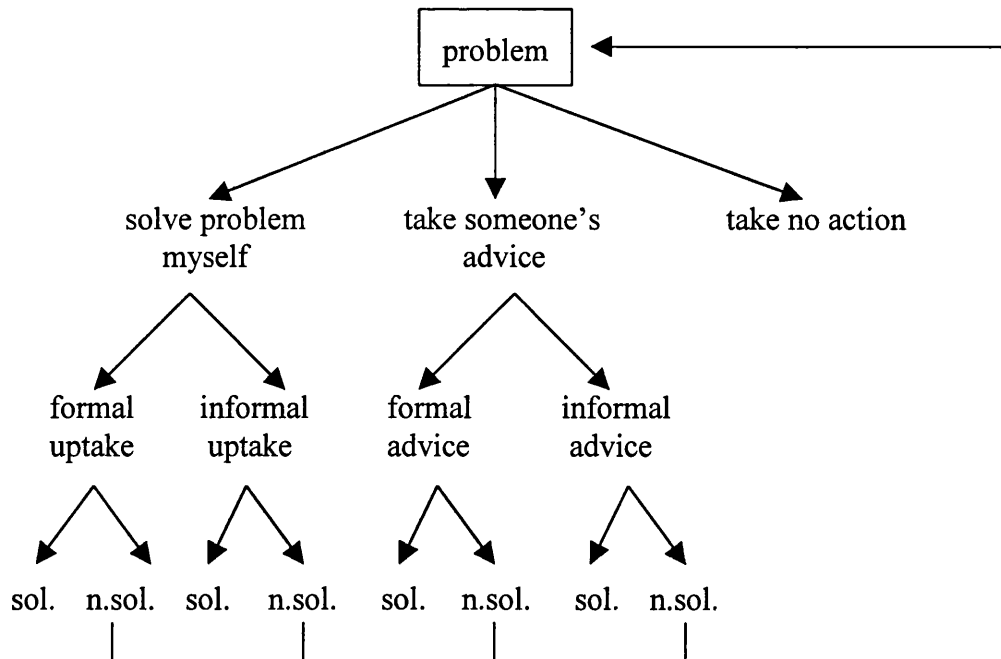 problem
solve problem
myself
take someone's
advice
take no action
formal
uptake
informal
uptake
formal
advice
informal
advice
sol.
n.sol.
sol.
n.sol.
sol.
n.sol.
sol.
n.sol.